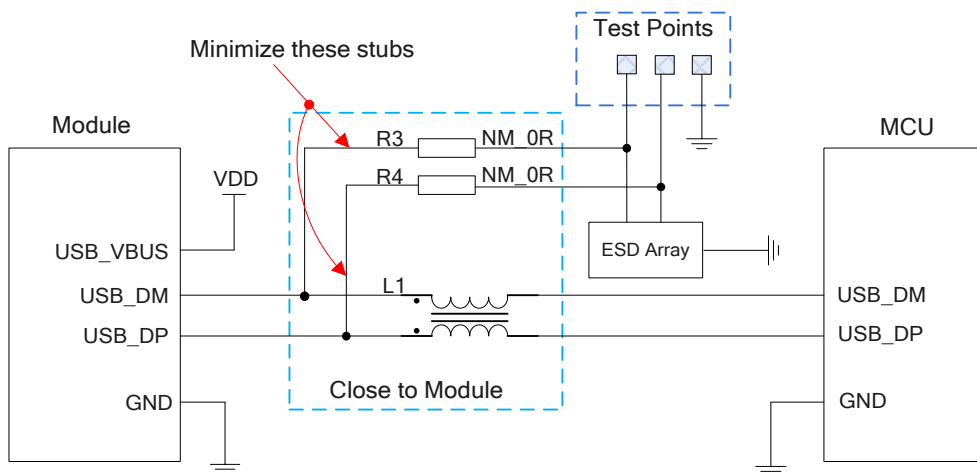 Minimize these stubs
Test Points
Module
MCU
R3
NM_0R
R4
NM_0R
VDD
USB_VBUS
ESD Array
USB_DM
L1
USB_DM
USB_DP
USB_DP
Close to Module
GND
GND